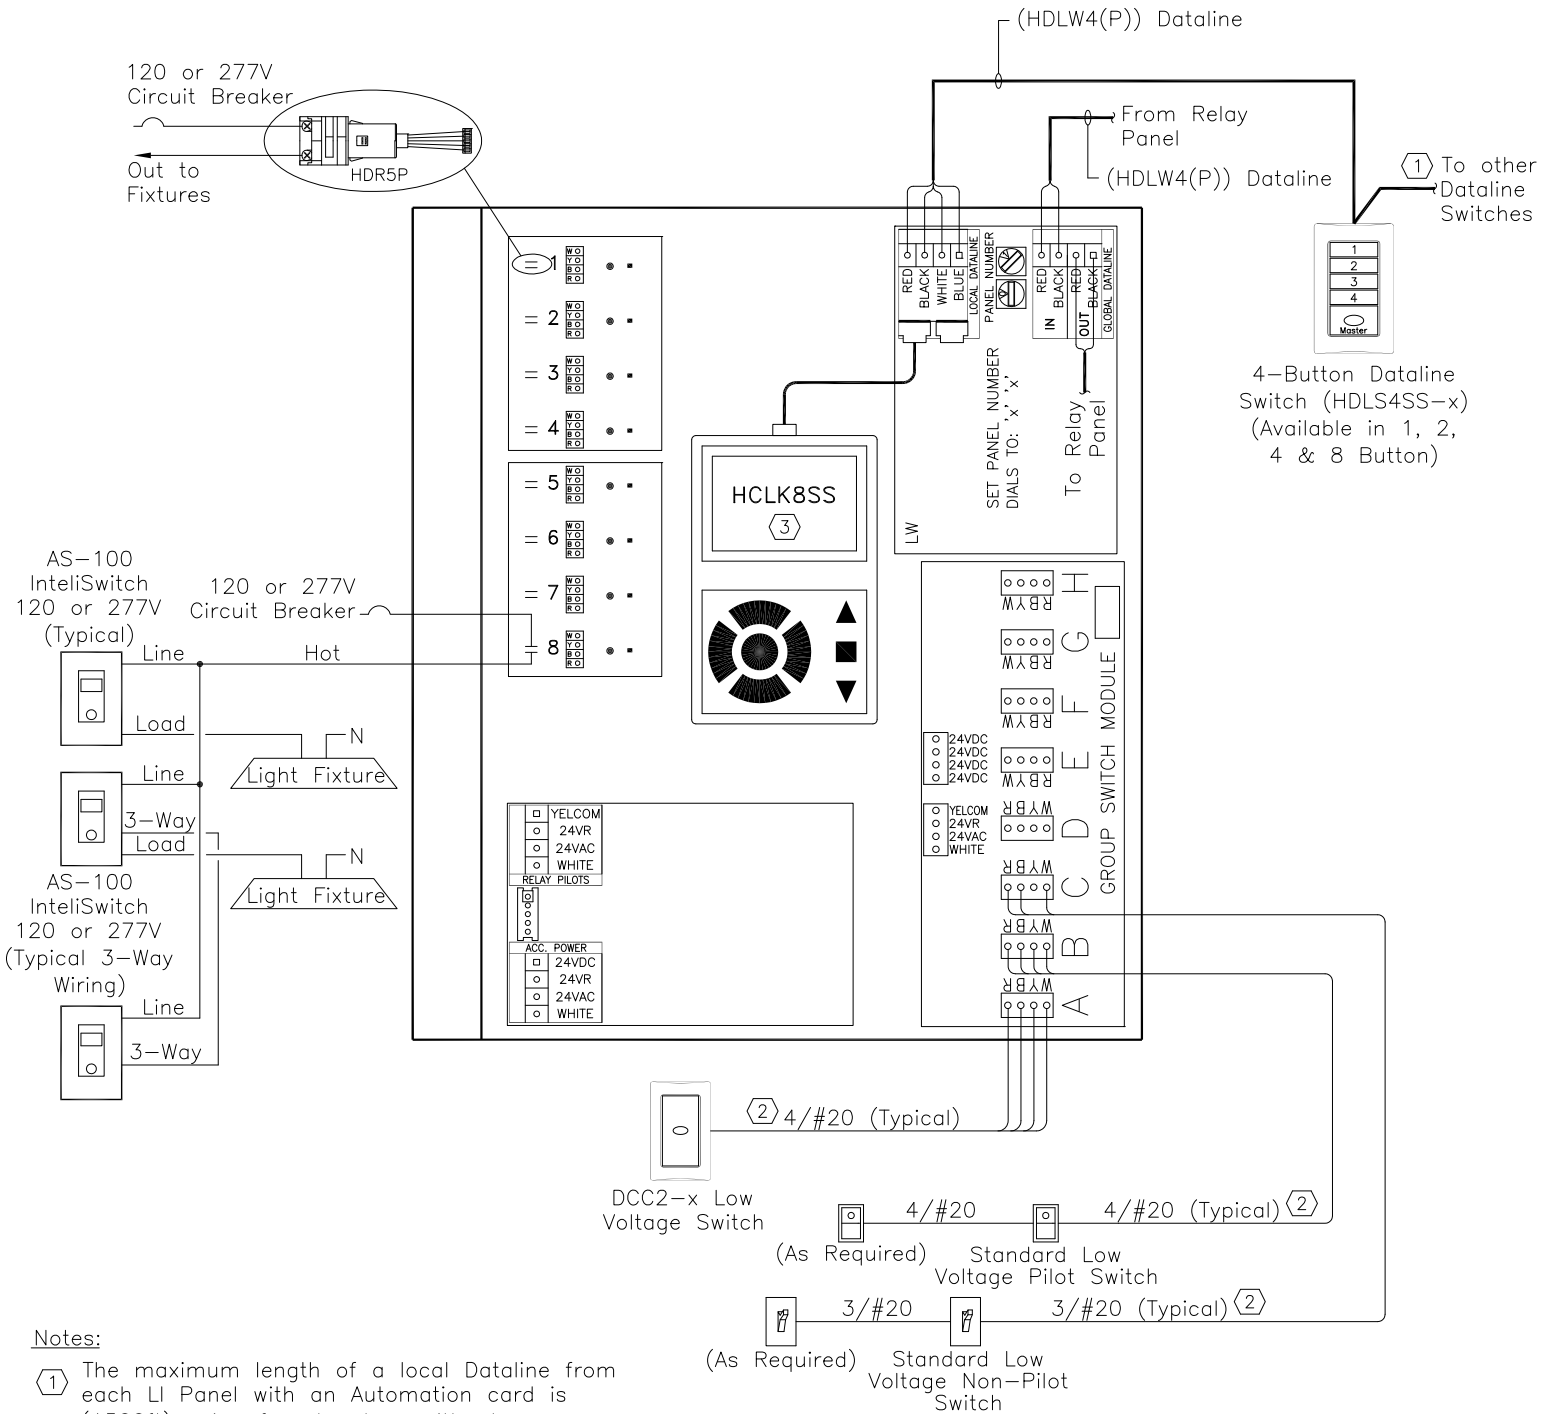 (HDLW4(P)) Dataline
120 or 277V
Circuit Breaker
Out to
Fixtures
HDR5P
From Relay
Panel
(HDLW4(P)) Dataline
1 To other
Dataline
Switches
1
2
3
4
Master
4-Button Dataline
Switch (HDLS4SS-x)
(Available in 1, 2,
4 & 8 Button)
1
W
Y
B
R
2
W
Y
B
R
3
W
Y
B
R
4
W
Y
B
R
5
W
Y
B
R
6
W
Y
B
R
7
W
Y
B
R
8
W
Y
B
R
RED
BLACK
WHITE
BLUE
LOCAL DATALINE
PANEL NUMBER
RED
BLACK
RED
BLACK
IN
OUT
GLOBAL DATALINE
SET PANEL NUMBER
DIALS TO: 'x' 'x'
To Relay
Panel
LW
HCLK8SS
3
AS-100
InteliSwitch
120 or 277V
(Typical)
120 or 277V
Circuit Breaker
Line
Hot
Load
N
Light Fixture
Line
3-Way
Load
N
Light Fixture
AS-100
InteliSwitch
120 or 277V
(Typical 3-Way
Wiring)
Line
3-Way
YELCOM
24VR
24VAC
WHITE
RELAY PILOTS
ACC. POWER
24VDC
24VR
24VAC
WHITE
WYBR H
WYBR G
WYBR F
WYBR E
24VDC
24VDC
24VDC
24VDC
YELCOM
24VR
24VAC
WHITE
RBYW D
RBYW C
RBYW B
RBYW A
GROUP SWITCH MODULE
2 4/#20 (Typical)
DCC2-x Low
Voltage Switch
4/#20
4/#20 (Typical) 2
(As Required)
Standard Low
Voltage Pilot Switch
3/#20
3/#20 (Typical) 2
(As Required)
Standard Low
Voltage Non-Pilot
Switch
Notes:
1 The maximum length of a local Dataline from
each LI Panel with an Automation card is